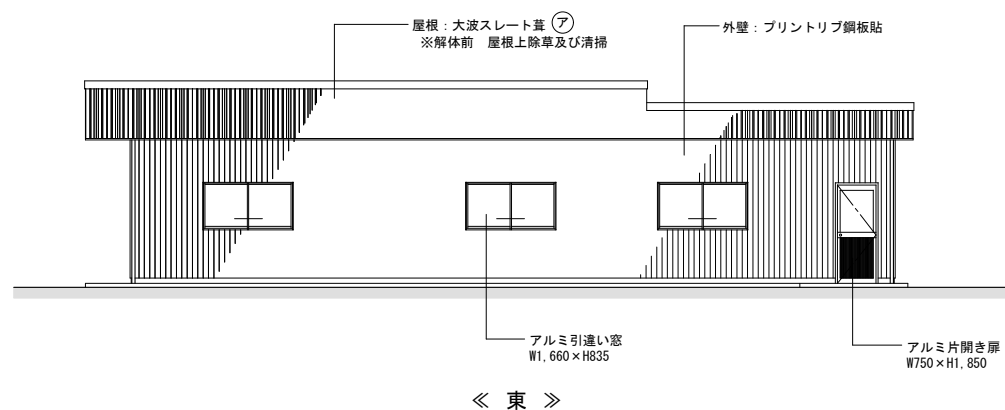 屋根：大波スレート葺 ㋐
※解体前　屋根上除草及び清掃
外壁：プリントリブ鋼板貼
アルミ引違い窓
W1,660×H835
アルミ片開き扉
W750×H1,850
≪ 東 ≫